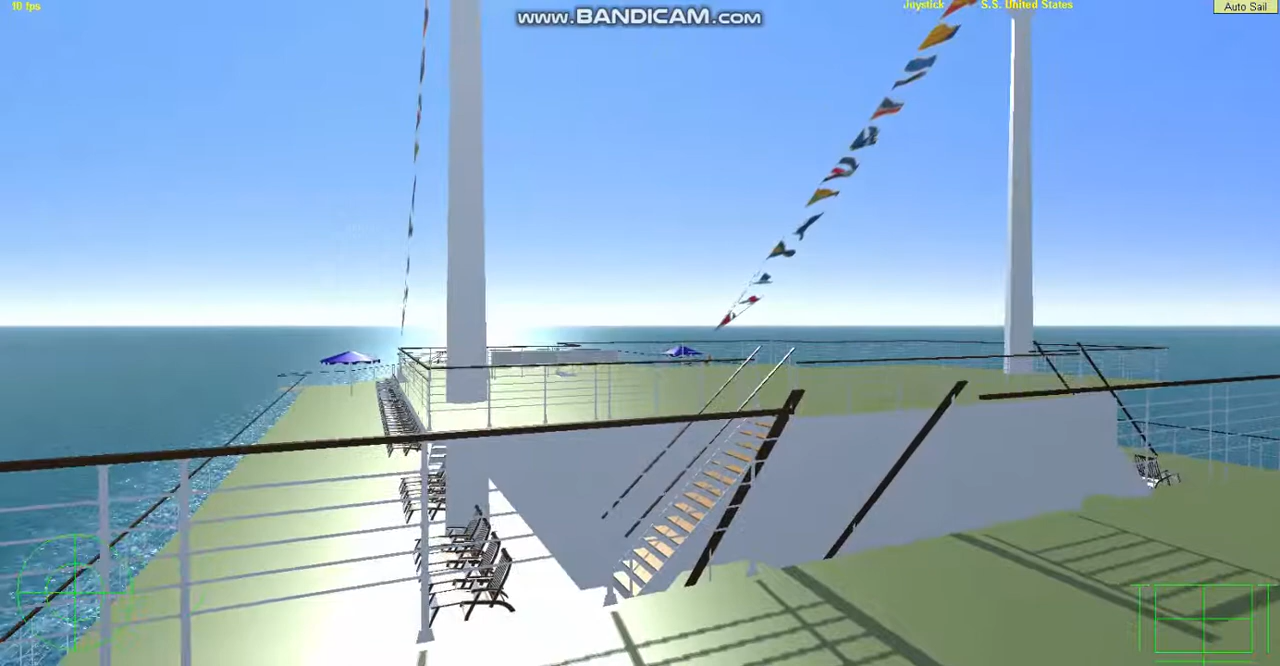 10 fps
www.BANDICAM.com
Joystick
S.S. United States
Auto Sail